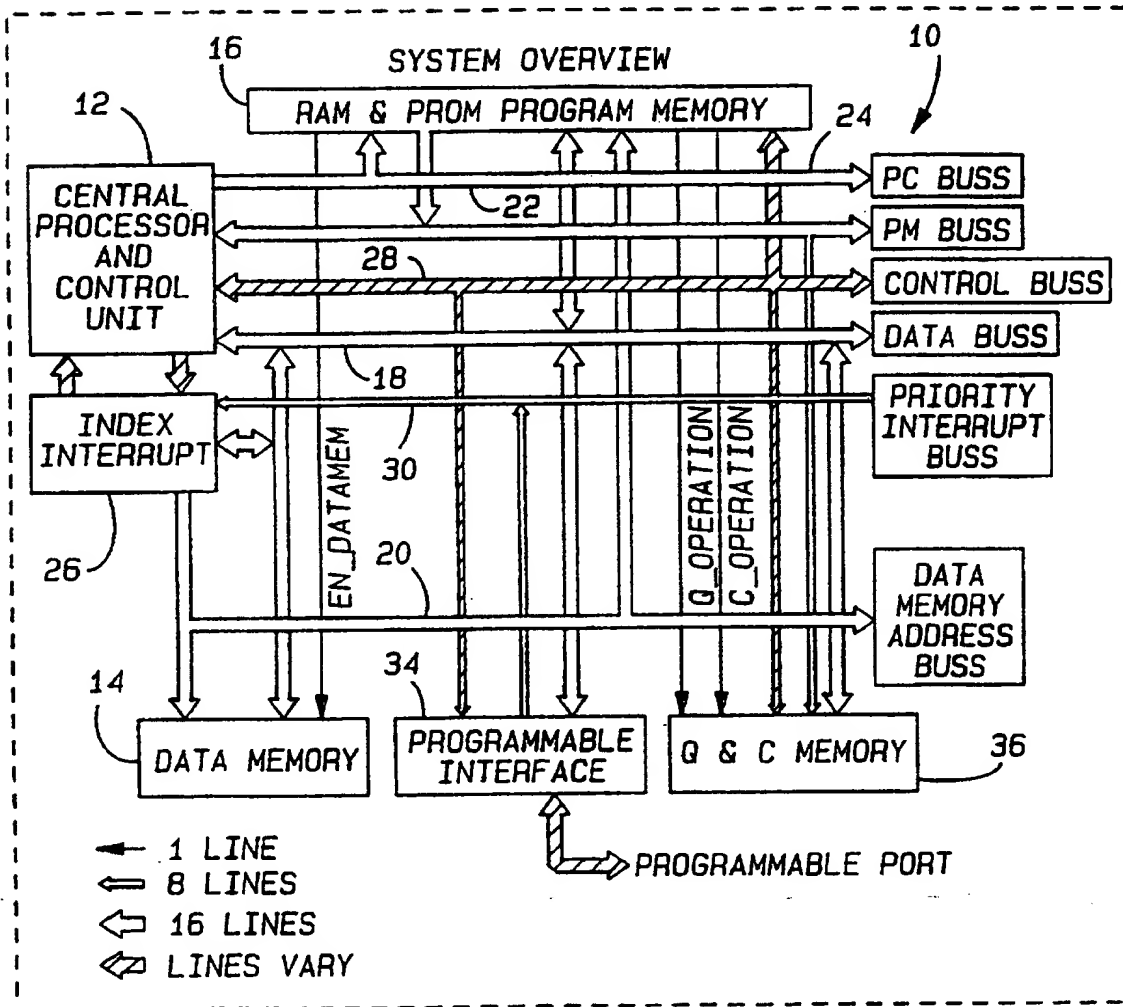 10
16
SYSTEM OVERVIEW
RAM & PROM PROGRAM MEMORY
12
24
CENTRAL
PROCESSOR
AND
CONTROL
UNIT
PC BUSS
22
PM BUSS
28
CONTROL BUSS
DATA BUSS
18
INDEX
INTERRUPT
30
PRIORITY
INTERRUPT
BUSS
26
EN_DATAMEM
20
Q_OPERATION
C_OPERATION
DATA
MEMORY
ADDRESS
BUSS
14
34
DATA MEMORY
PROGRAMMABLE
INTERFACE
Q & C MEMORY
36
1 LINE
8 LINES
16 LINES
LINES VARY
PROGRAMMABLE PORT